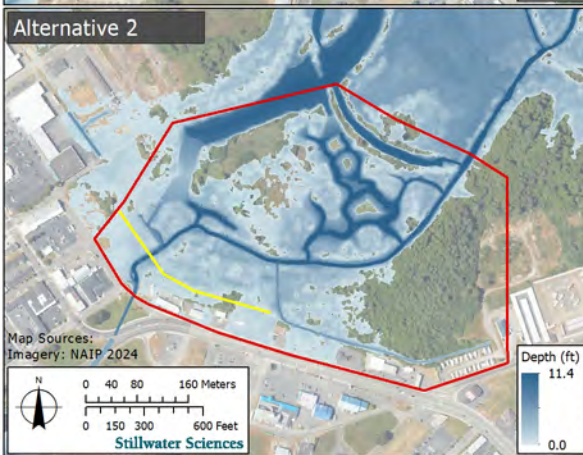 Alternative 2
Map Sources:
Imagery: NAIP 2024
N
0 40 80 160 Meters
0 150 300 600 Feet
Stillwater Sciences
Depth (ft)
11.4
0.0